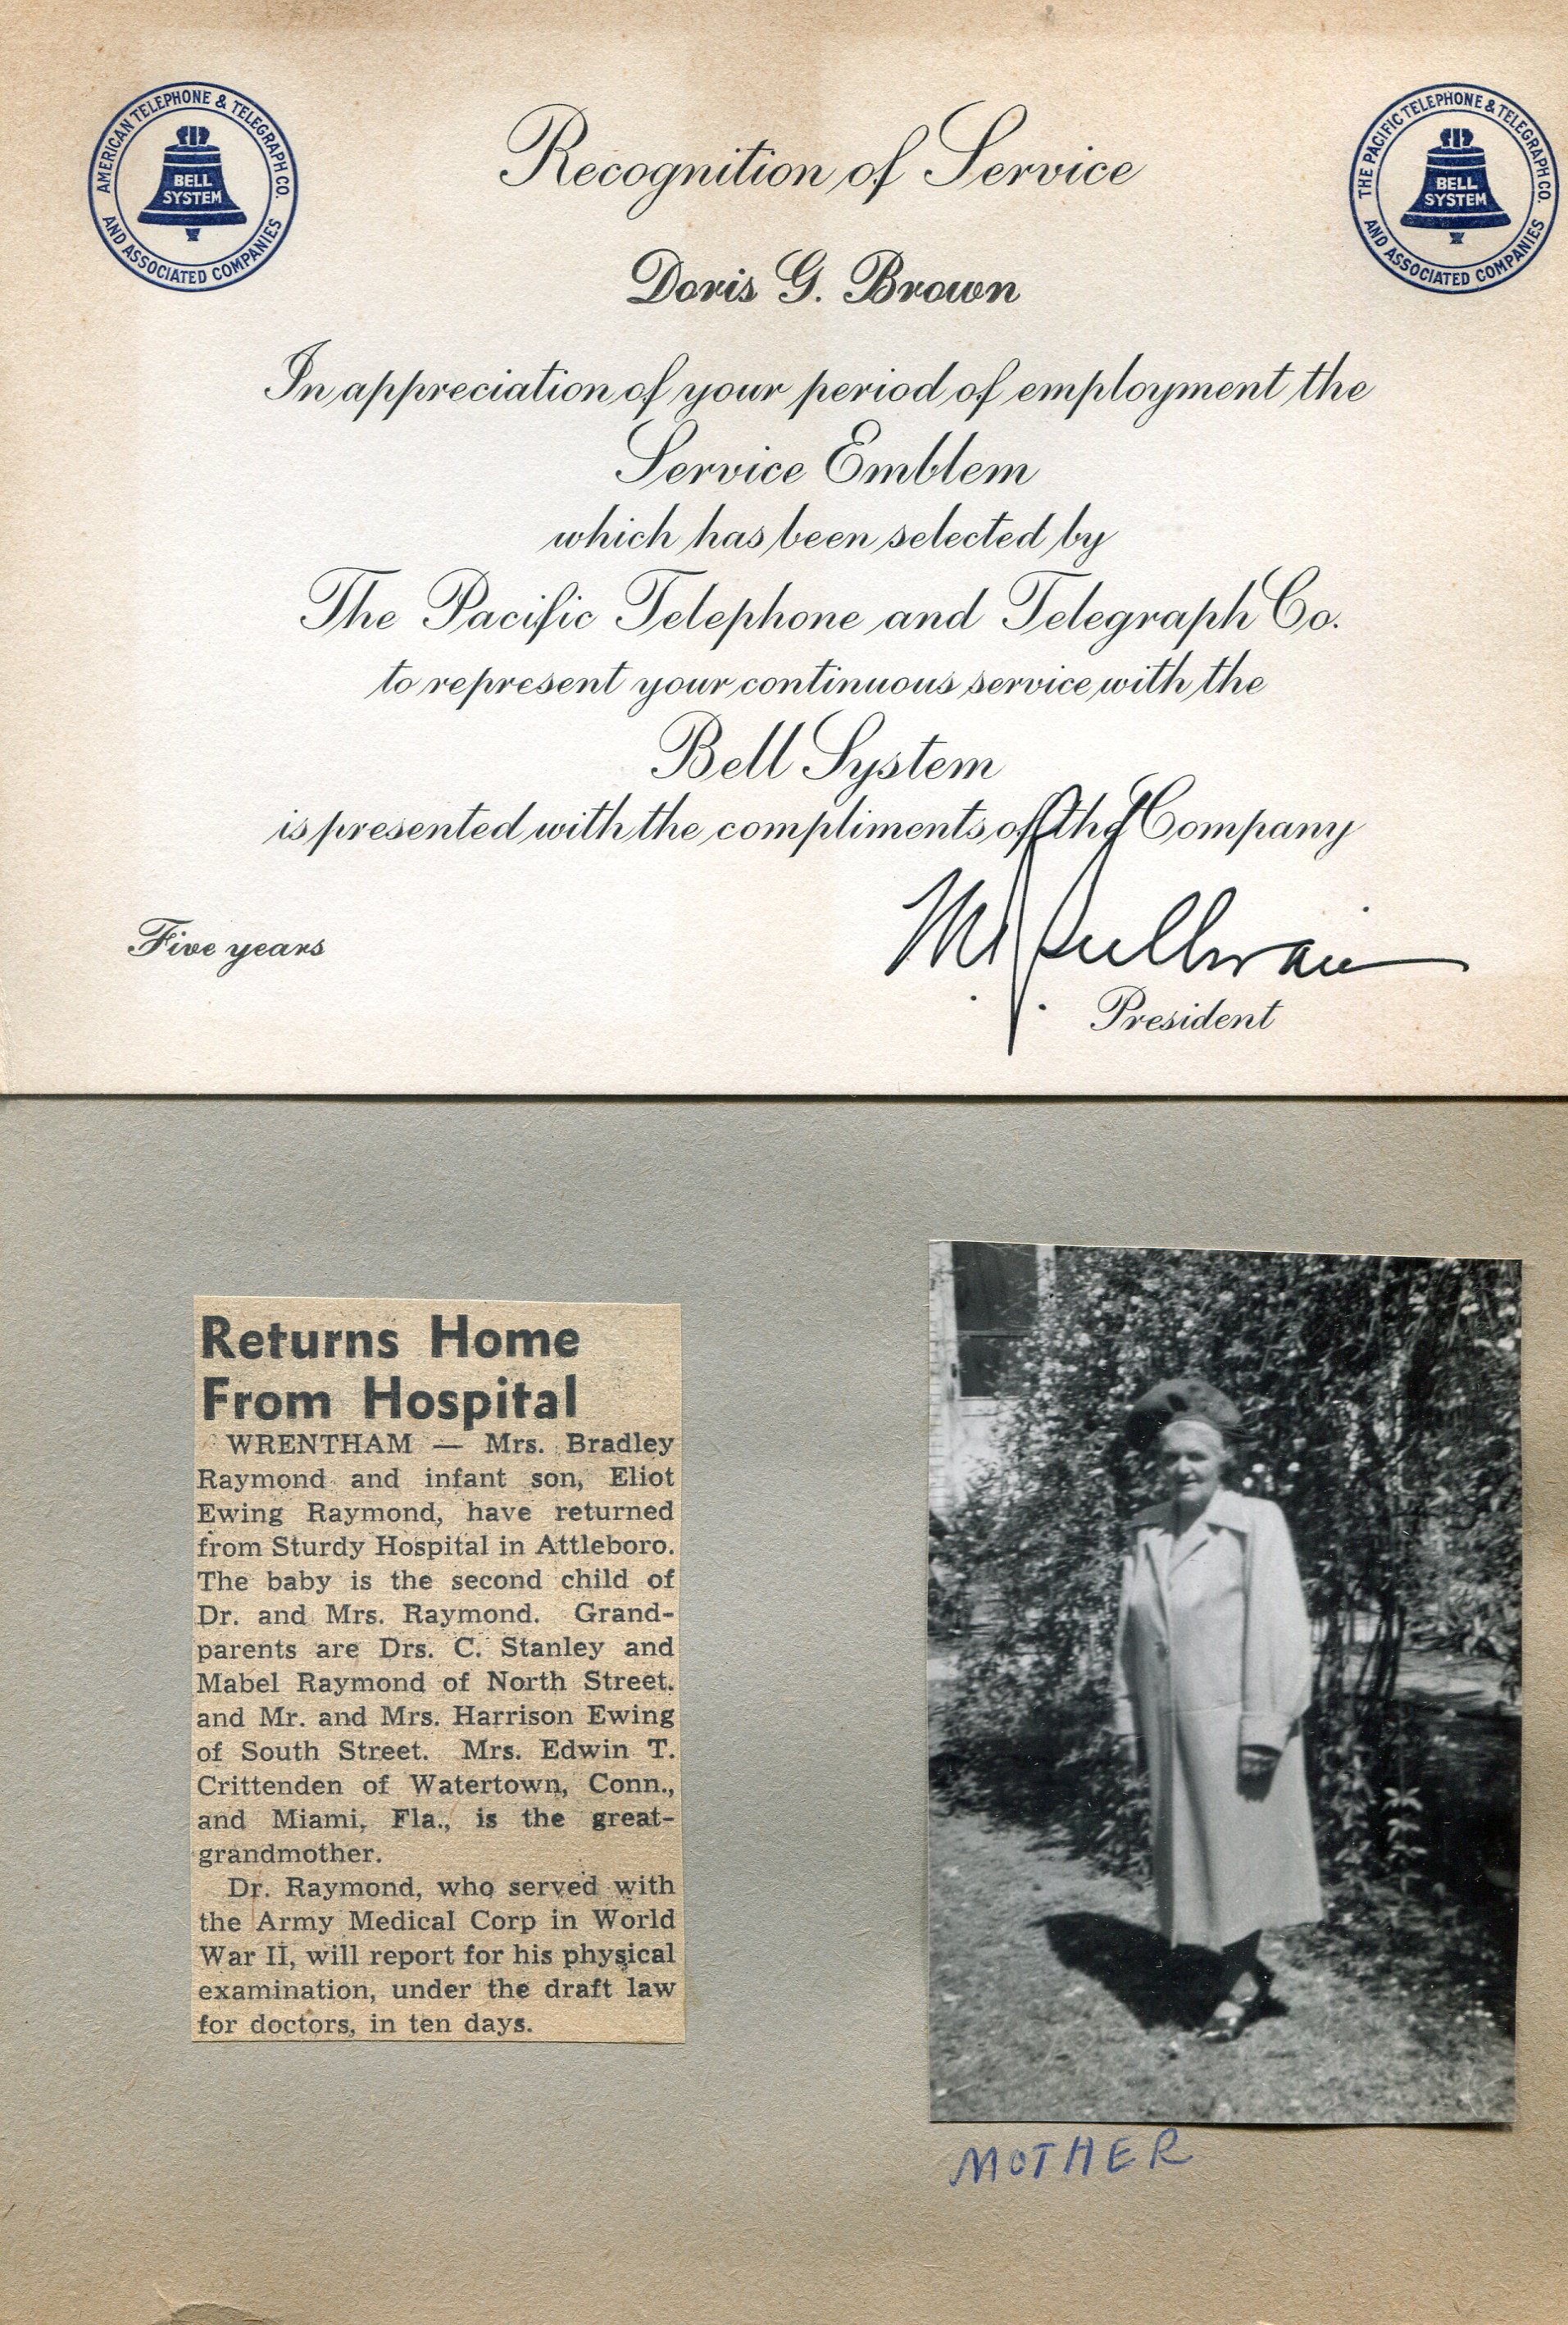 AMERICAN TELEPHONE & TELEGRAPH CO.
AND ASSOCIATED COMPANIES
BELL
SYSTEM
THE PACIFIC TELEPHONE & TELEGRAPH CO.
AND ASSOCIATED COMPANIES
BELL
SYSTEM
Recognition of Service
Doris G. Brown
In appreciation of your period of employment the
Service Emblem
which has been selected by
The Pacific Telephone and Telegraph Co.
to represent your continuous service with the
Bell System
is presented with the compliments of the Company
Five years
M. J. Sullivan
President
Returns Home
From Hospital
WRENTHAM — Mrs. Bradley
Raymond and infant son, Eliot
Ewing Raymond, have returned
from Sturdy Hospital in Attleboro.
The baby is the second child of
Dr. and Mrs. Raymond. Grand-
parents are Drs. C. Stanley and
Mabel Raymond of North Street.
and Mr. and Mrs. Harrison Ewing
of South Street. Mrs. Edwin T.
Crittenden of Watertown, Conn.,
and Miami, Fla., is the great-
grandmother.
Dr. Raymond, who served with
the Army Medical Corp in World
War II, will report for his physical
examination, under the draft law
for doctors, in ten days.
MOTHER